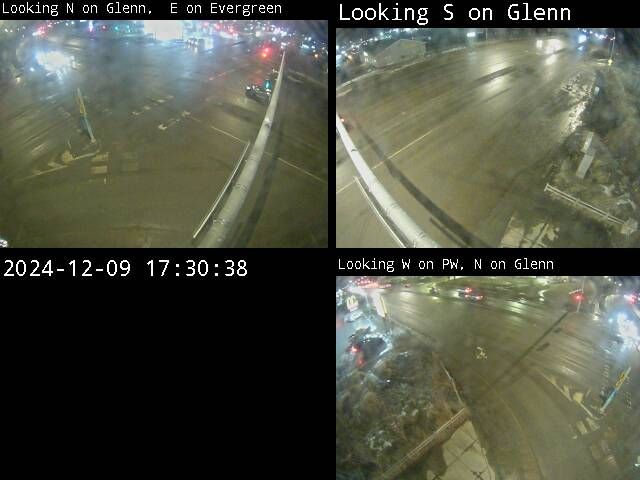 Looking N on Glenn, E on Evergreen
Looking S on Glenn
2024-12-09 17:30:38
Looking W on PW, N on Glenn